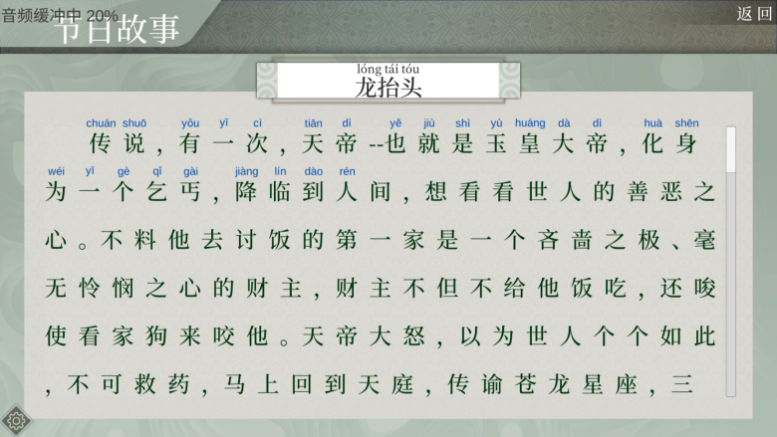 音频缓冲中 20%
节日故事
返回
lóng tái tóu
龙抬头
chuán shuō yǒu yī cì tiān dì yě jiù shì yù huáng dà dì huà shēn
传说，有一次，天帝--也就是玉皇大帝，化身
wéi yī gè qǐ gài jiàng lín dào rén
为一个乞丐，降临到人间，想看看世人的善恶之
心。不料他去讨饭的第一家是一个吝啬之极、毫
无怜悯之心的财主，财主不但不给他饭吃，还唆
使看家狗来咬他。天帝大怒，以为世人个个如此
，不可救药，马上回到天庭，传谕苍龙星座，三